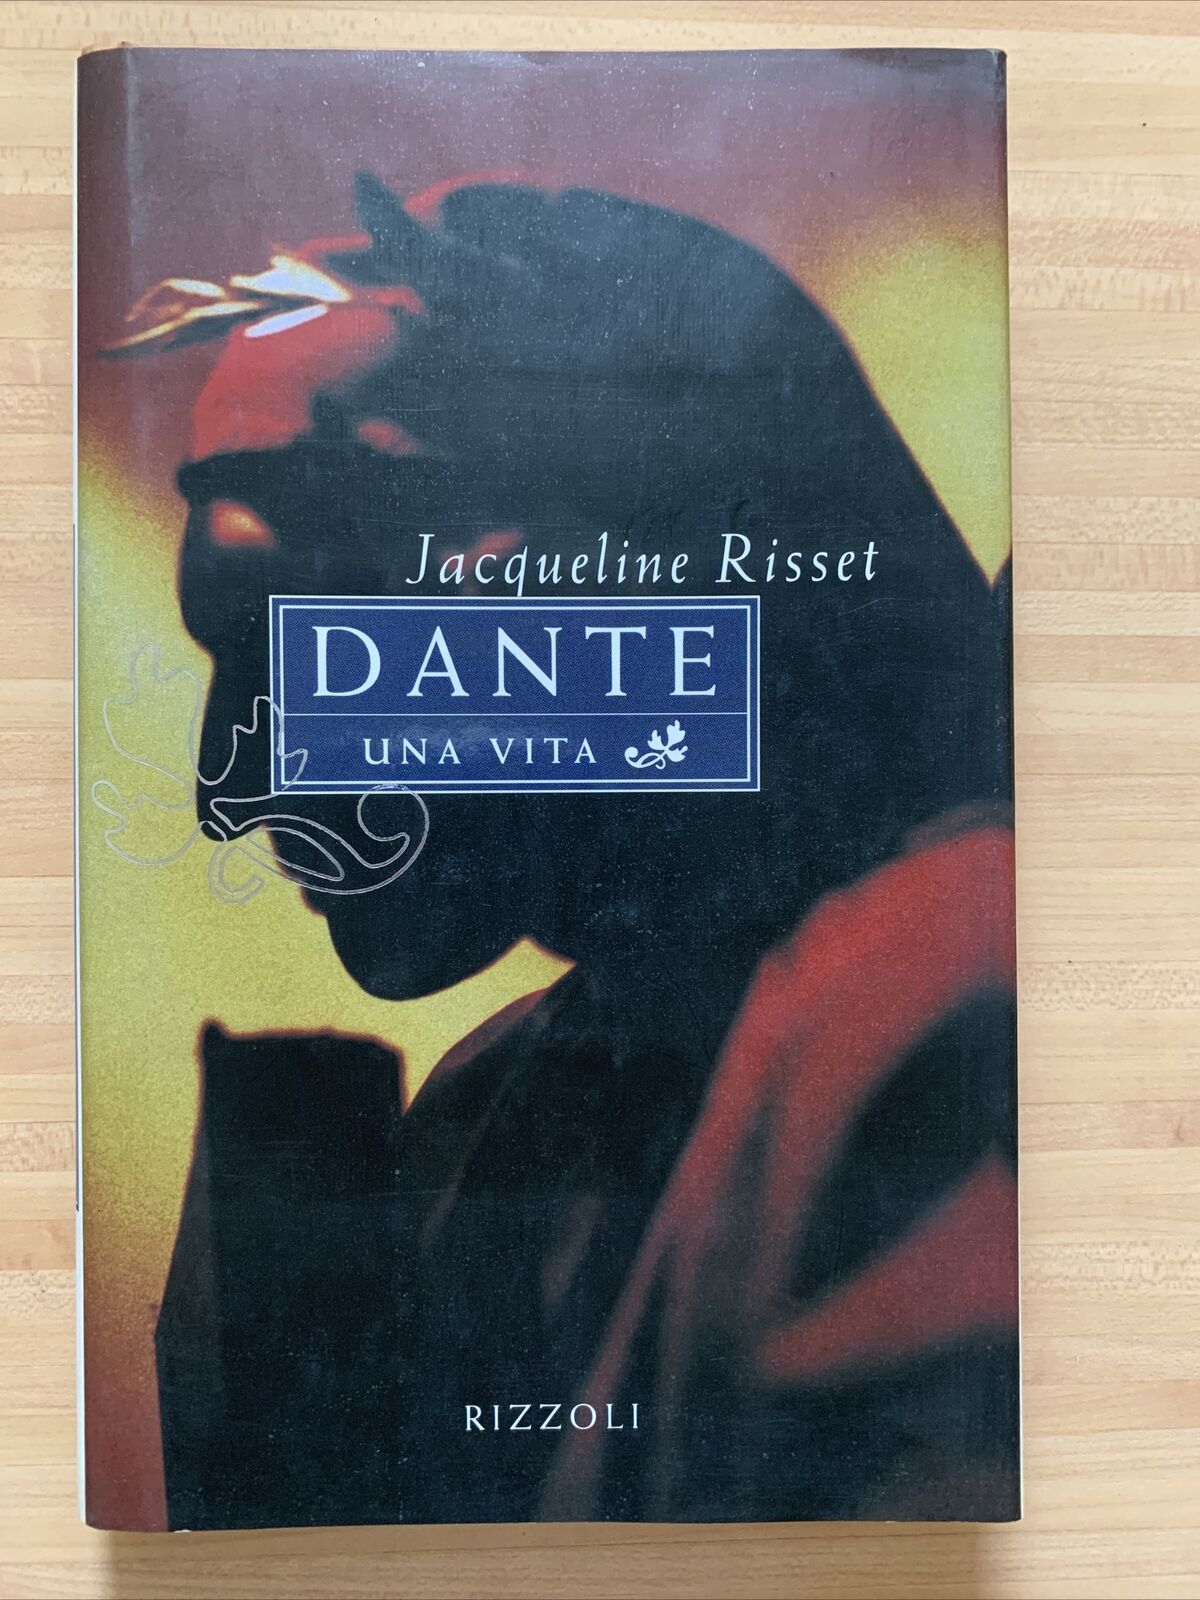 Jacqueline Risset
DANTE
UNA VITA
RIZZOLI